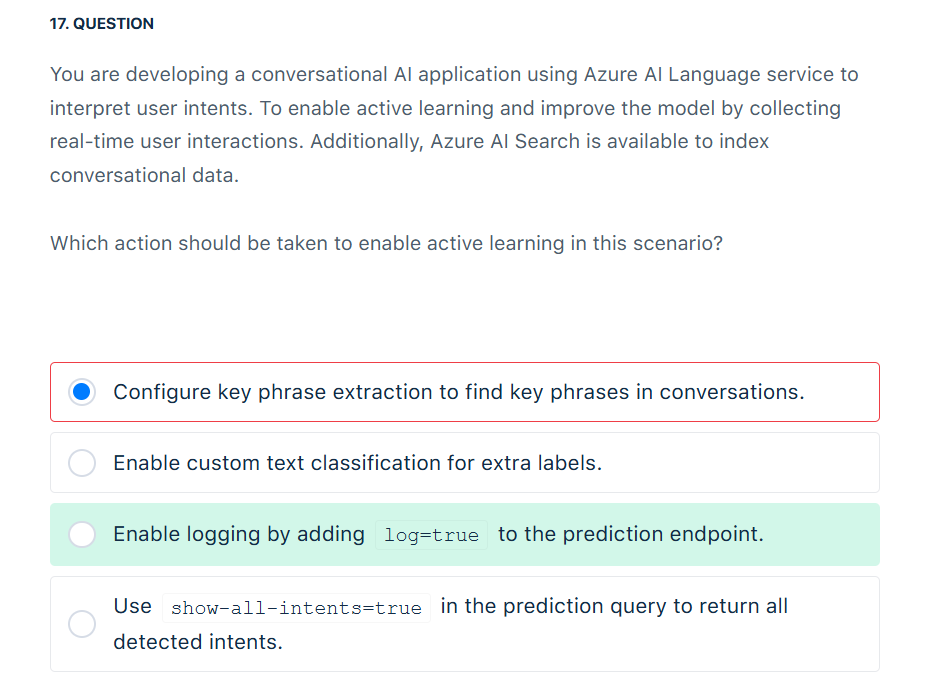 17. QUESTION
You are developing a conversational AI application using Azure AI Language service to
interpret user intents. To enable active learning and improve the model by collecting
real-time user interactions. Additionally, Azure AI Search is available to index
conversational data.
Which action should be taken to enable active learning in this scenario?
Configure key phrase extraction to find key phrases in conversations.
Enable custom text classification for extra labels.
Enable logging by adding log=true to the prediction endpoint.
Use show-all-intents=true in the prediction query to return all
detected intents.